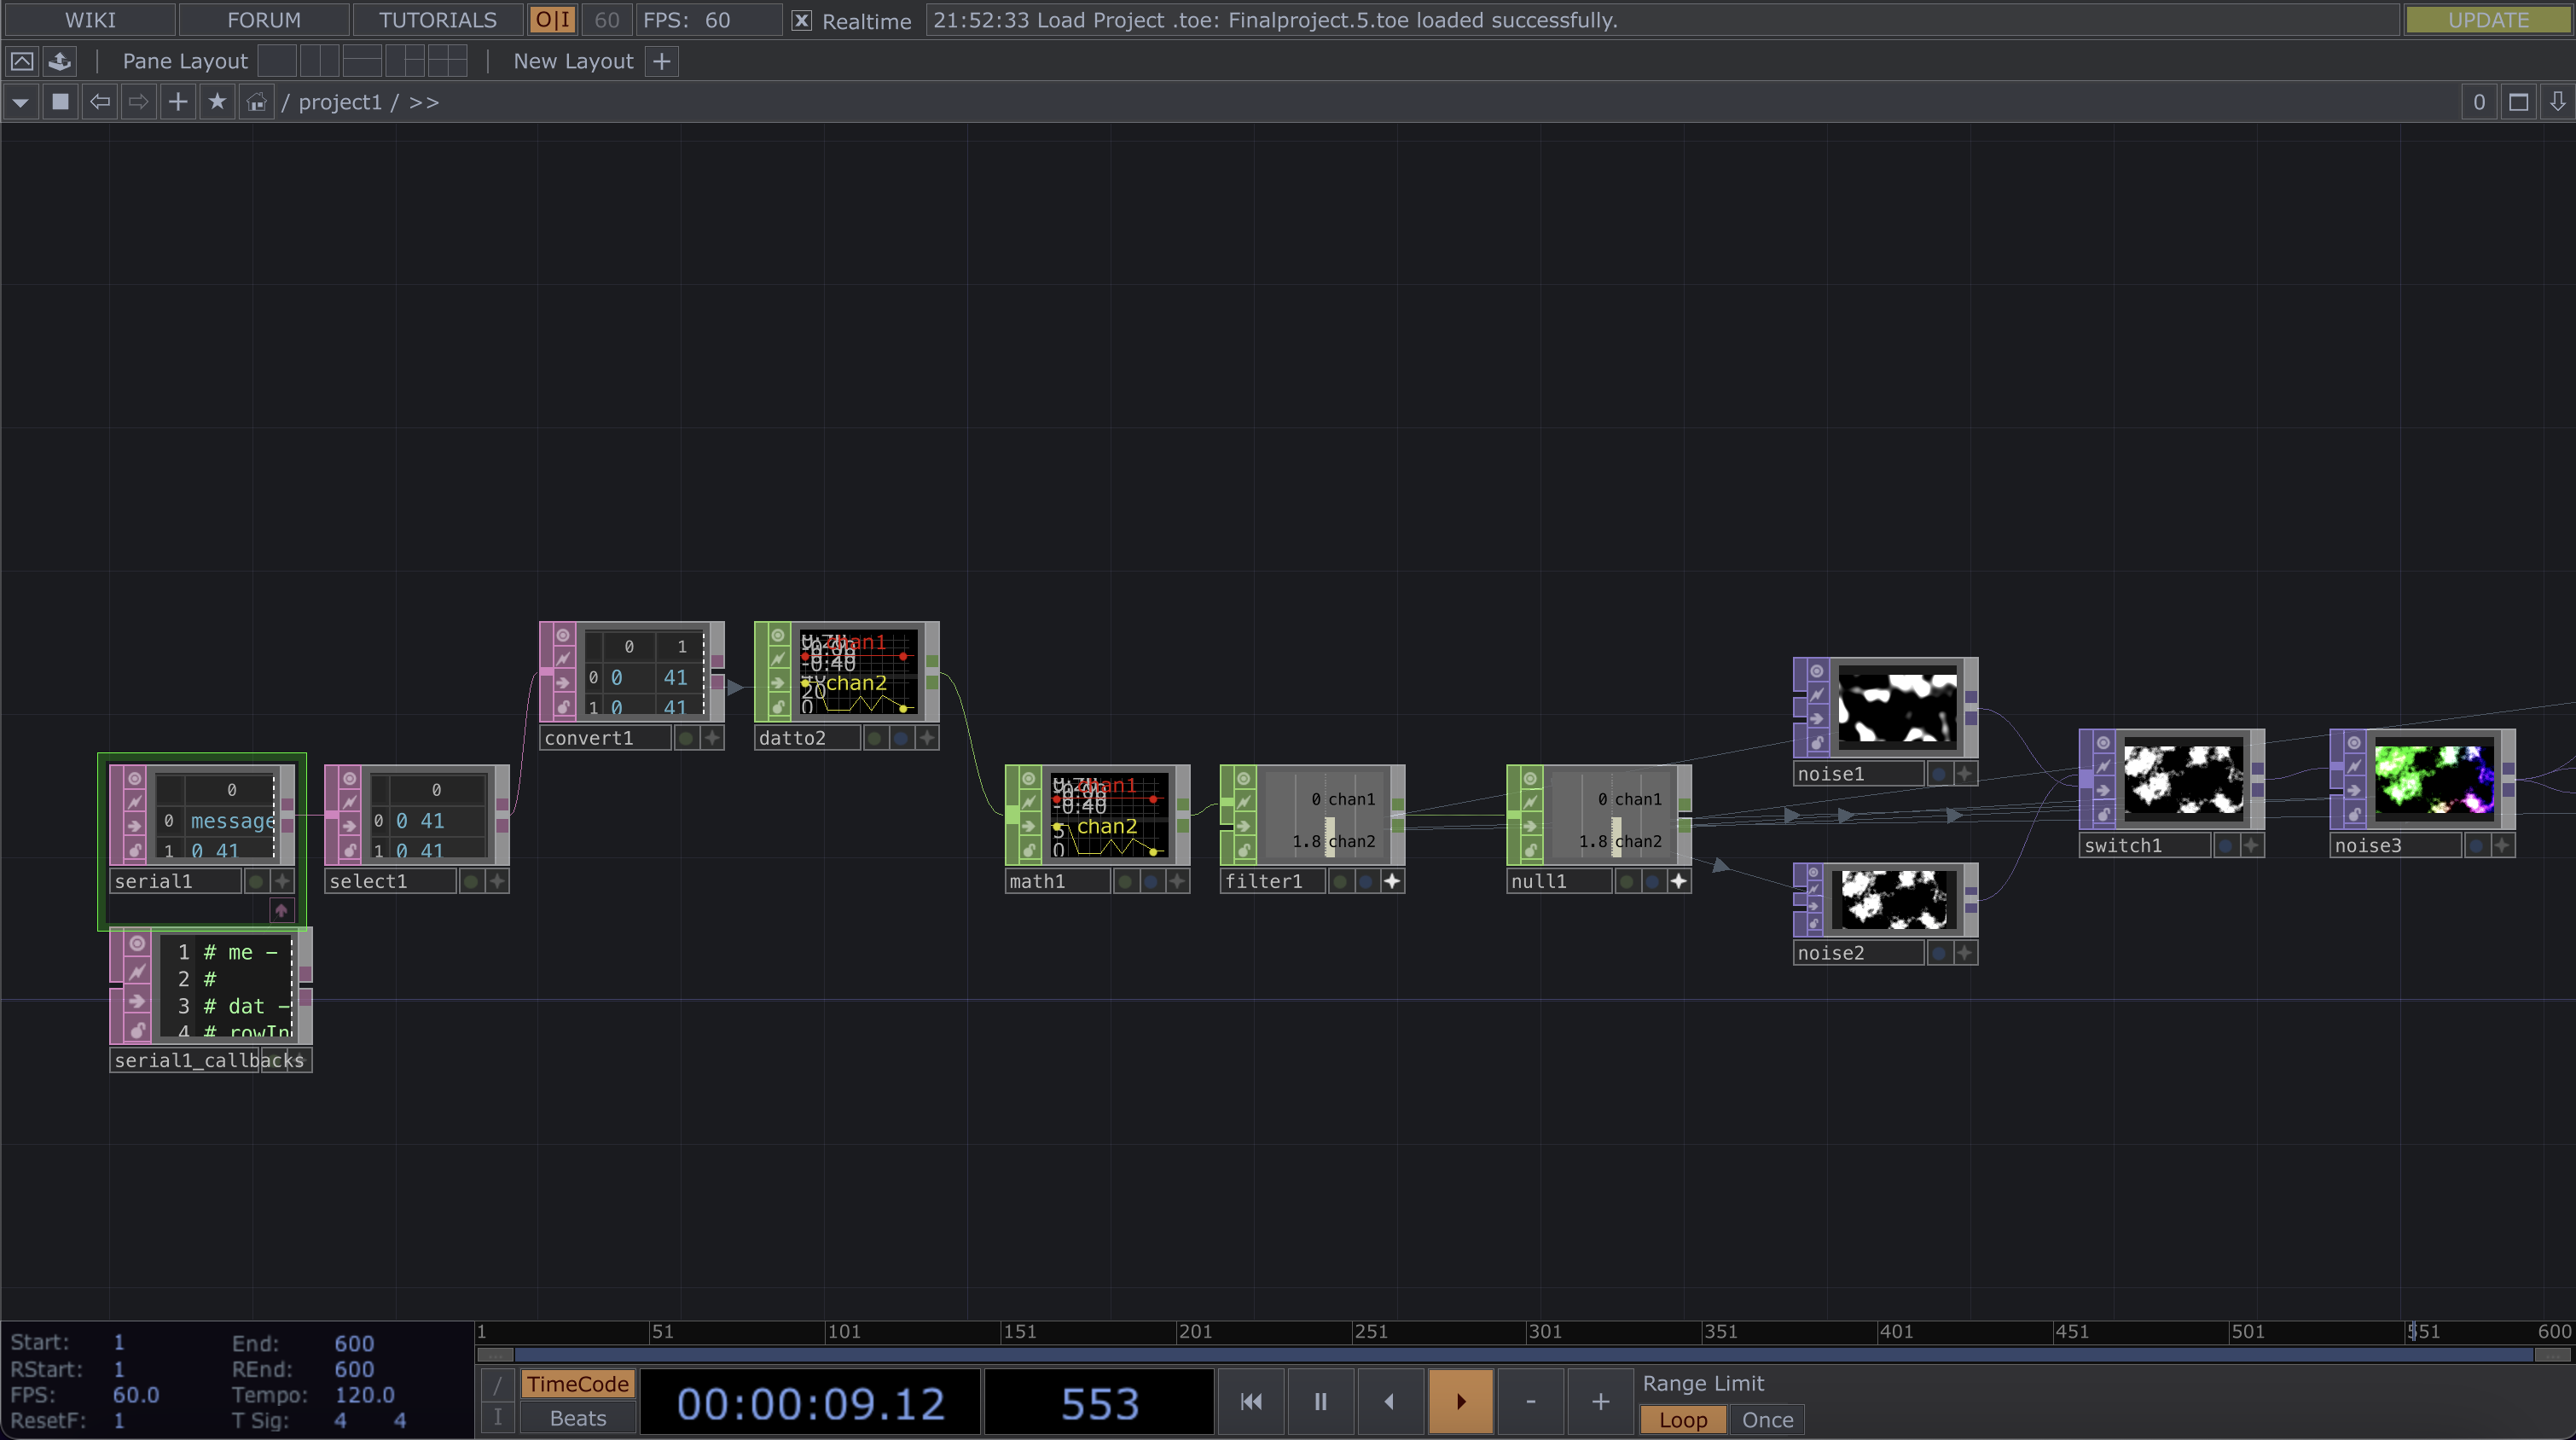 WIKI FORUM TUTORIALS O|I 60 FPS: 60 Realtime 21:52:33 Load Project .toe: Finalproject.5.toe loaded successfully. UPDATE
Pane Layout New Layout +
/ project1 / >> 0
0 1
0 0 41
1 0 41
convert1
chan1
chan2
20
0
datto2
0
0 message
1 0 41
serial1
0
0 0 41
1 0 41
select1
chan1
-0.40
chan2
0
math1
0 chan1
1.8 chan2
filter1
0 chan1
1.8 chan2
null1
noise1
noise2
switch1
noise3
1 # me -
2 #
3 # dat -
4 # rowIn
serial1_callbacks
1 51 101 151 201 251 301 351 401 451 501 551 600
Start: 1 End: 600
RStart: 1 REnd: 600
FPS: 60.0 Tempo: 120.0
ResetF: 1 T Sig: 4 4
/ TimeCode
I Beats
00:00:09.12 553 - +
Range Limit
Loop Once